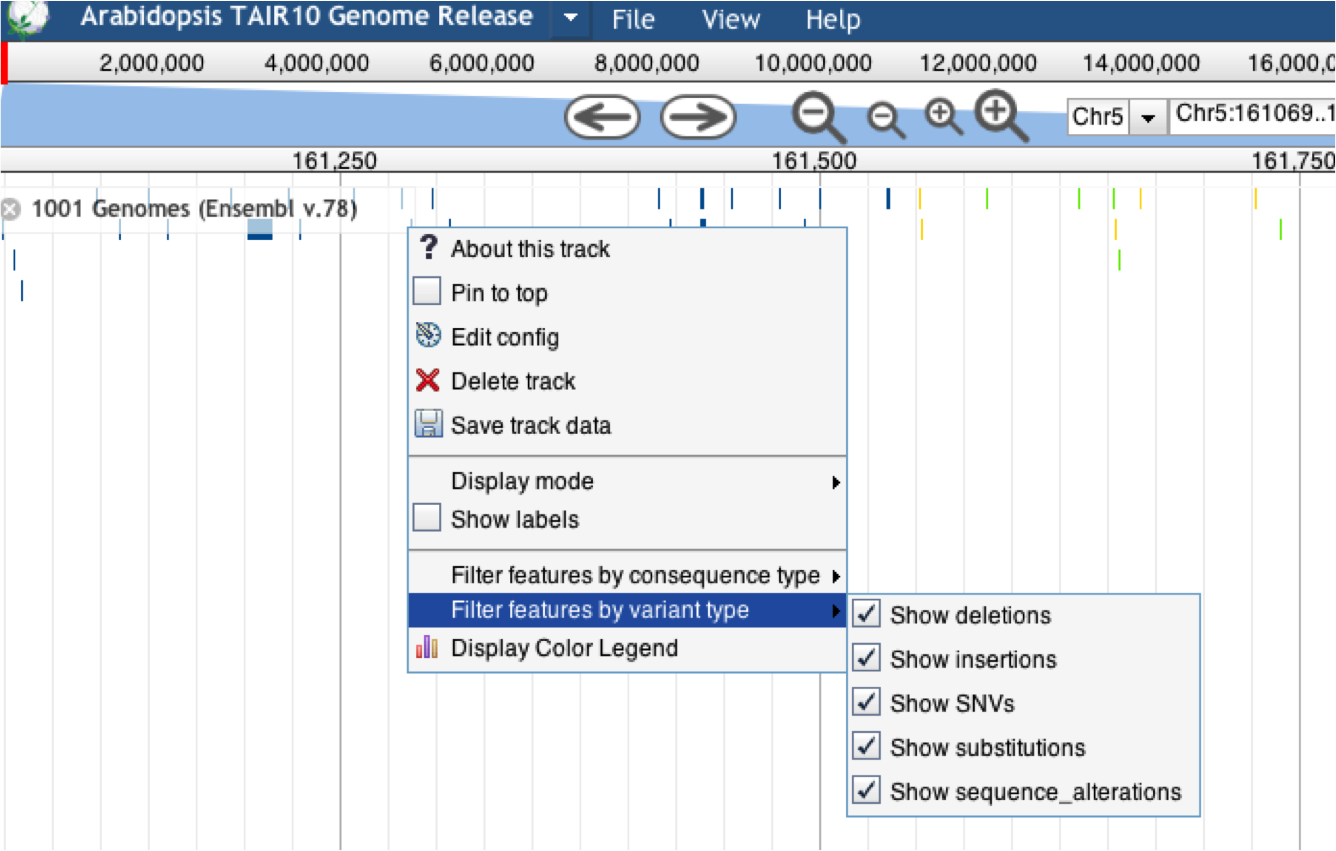 Arabidopsis TAIR10 Genome Release File View Help
2,000,000 4,000,000 6,000,000 8,000,000 10,000,000 12,000,000 14,000,000 16,000,0
Chr5 Chr5:161069..1
161,250 161,500 161,750
1001 Genomes (Ensembl v.78)
? About this track
Pin to top
Edit config
Delete track
Save track data
Display mode
Show labels
Filter features by consequence type
Filter features by variant type
Display Color Legend
Show deletions
Show insertions
Show SNVs
Show substitutions
Show sequence_alterations